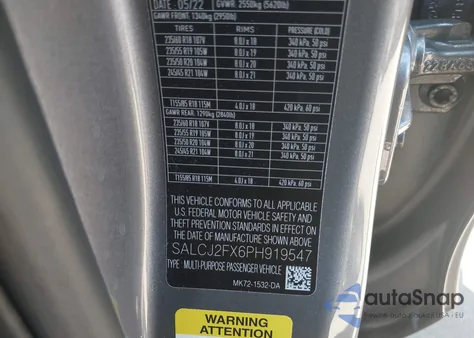 DATE 05/22 GVWR 2550kg (5620lb)
GAWR FRONT 1340kg (2950lb)
TIRES RIMS PRESSURE (COLD)
235/60 R18 107V 8.0J x 18 340 kPa, 50 psi
235/55 R19 105W 8.0J x 19 340 kPa, 50 psi
235/50 R20 104W 8.0J x 20 340 kPa, 50 psi
245/45 R21 104W 8.0J x 21 340 kPa, 50 psi
T155/85 R18 115M 4.0J x 18 420 kPa, 60 psi
GAWR REAR 1290kg (2840lb)
235/60 R18 107V 8.0J x 18 340 kPa, 50 psi
235/55 R19 105W 8.0J x 19 340 kPa, 50 psi
235/50 R20 104W 8.0J x 20 340 kPa, 50 psi
245/45 R21 104W 8.0J x 21 340 kPa, 50 psi
T155/85 R18 115M 4.0J x 18 420 kPa, 60 psi
THIS VEHICLE CONFORMS TO ALL APPLICABLE
U.S. FEDERAL MOTOR VEHICLE SAFETY AND
THEFT PREVENTION STANDARDS IN EFFECT ON
THE DATE OF MANUFACTURE SHOWN ABOVE
SALCJ2FX6PH919547
TYPE MULTI-PURPOSE PASSENGER VEHICLE
MK72-1532-DA
WARNING
ATTENTION
autoSnap